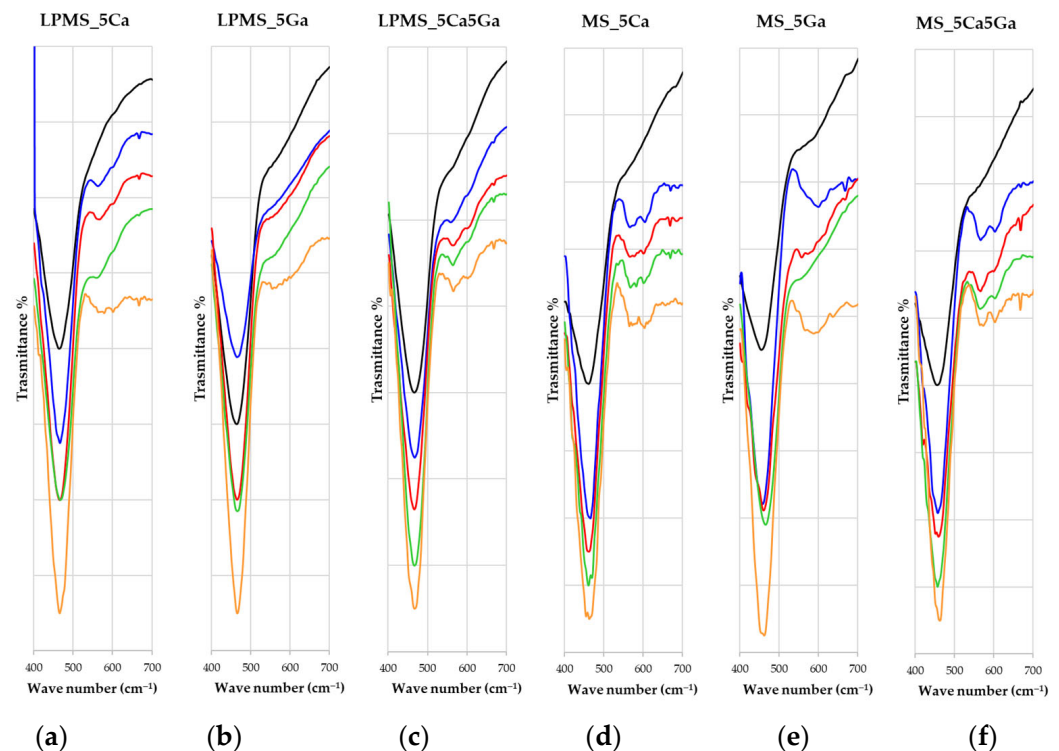 LPMS_5Ca
LPMS_5Ga
LPMS_5Ca5Ga
MS_5Ca
MS_5Ga
MS_5Ca5Ga
Trasmittance %
Trasmittance %
Trasmittance %
Trasmittance %
Trasmittance %
Trasmittance %
400 500 600 700
400 500 600 700
400 500 600 700
400 500 600 700
400 500 600 700
400 500 600 700
Wave number (cm⁻¹)
Wave number (cm⁻¹)
Wave number (cm⁻¹)
Wave number (cm⁻¹)
Wave number (cm⁻¹)
Wave number (cm⁻¹)
(a)
(b)
(c)
(d)
(e)
(f)